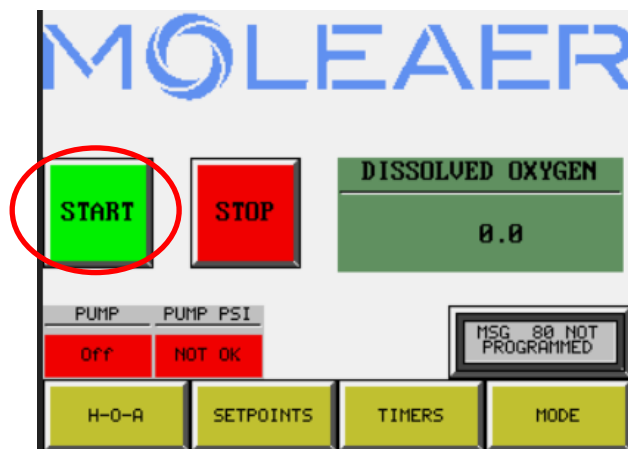 MOLEAER
START
STOP
DISSOLVED OXYGEN
0.0
PUMP
PUMP PSI
Off
NOT OK
MSG 80 NOT
PROGRAMMED
H-O-A
SETPOINTS
TIMERS
MODE